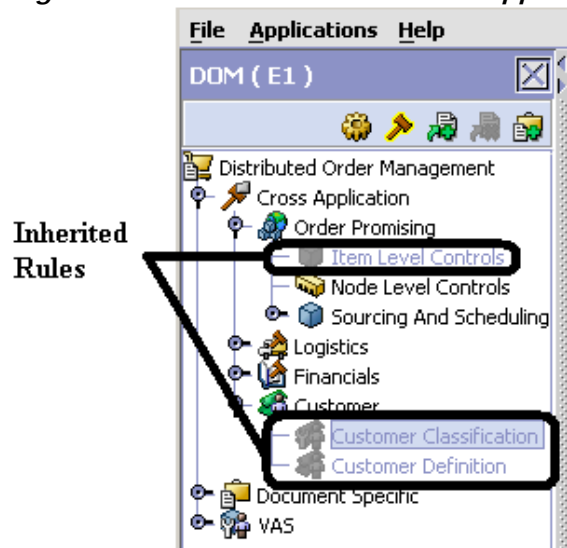 File Applications Help
DOM ( E1 )
Distributed Order Management
Cross Application
Order Promising
Item Level Controls
Node Level Controls
Sourcing And Scheduling
Logistics
Financials
Customer
Customer Classification
Customer Definition
Document Specific
VAS
Inherited
Rules